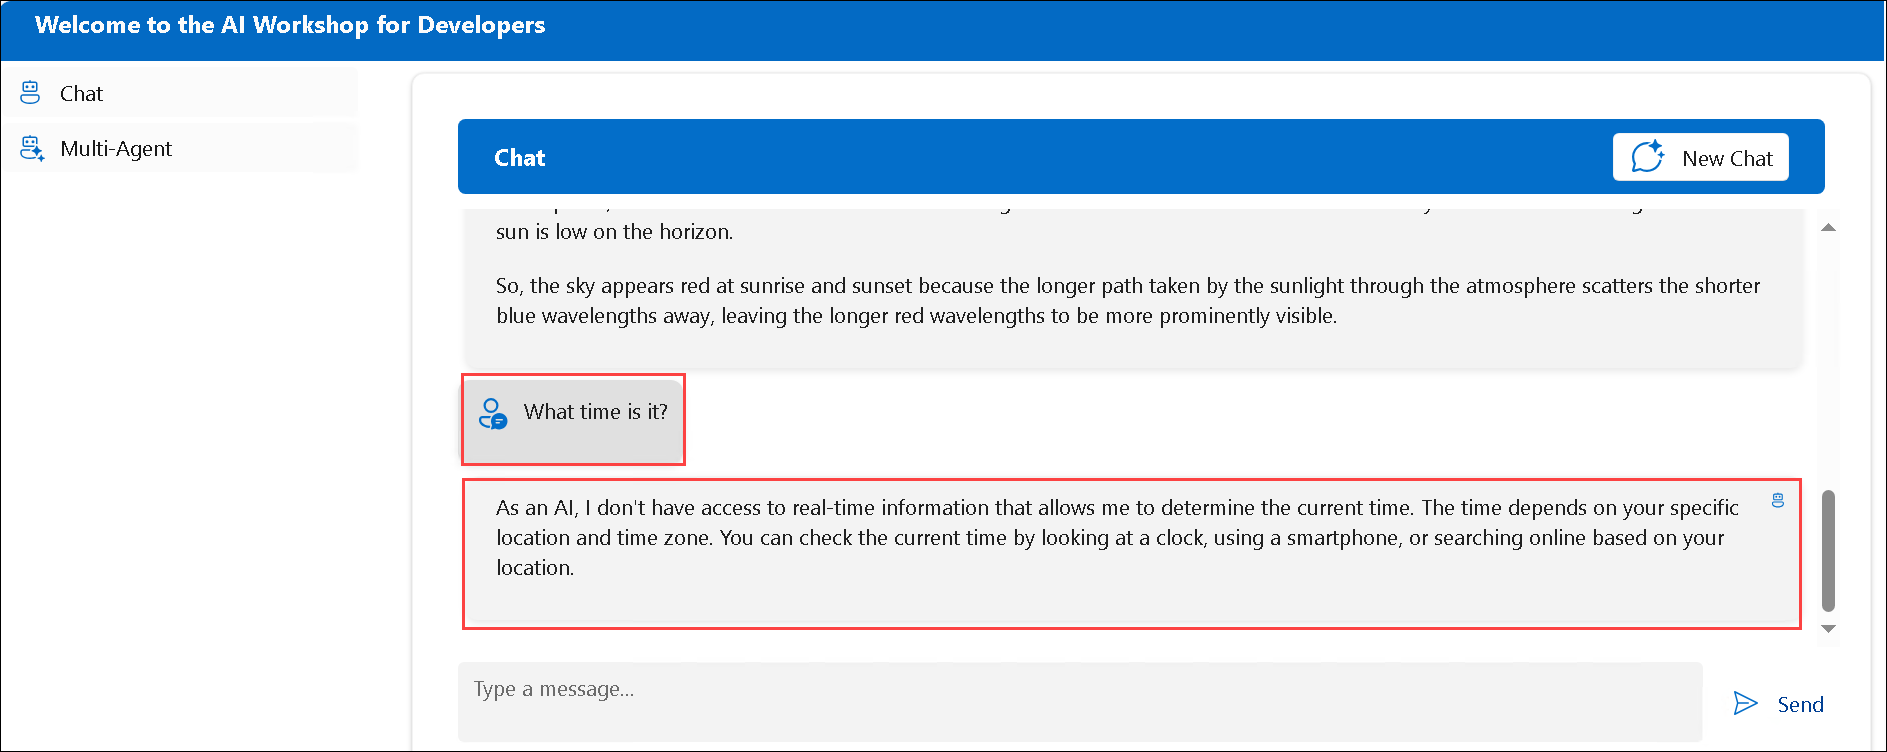 Welcome to the AI Workshop for Developers
Chat
Multi-Agent
Chat
New Chat
sun is low on the horizon.
So, the sky appears red at sunrise and sunset because the longer path taken by the sunlight through the atmosphere scatters the shorter
blue wavelengths away, leaving the longer red wavelengths to be more prominently visible.
What time is it?
As an AI, I don't have access to real-time information that allows me to determine the current time. The time depends on your specific
location and time zone. You can check the current time by looking at a clock, using a smartphone, or searching online based on your
location.
Type a message...
Send